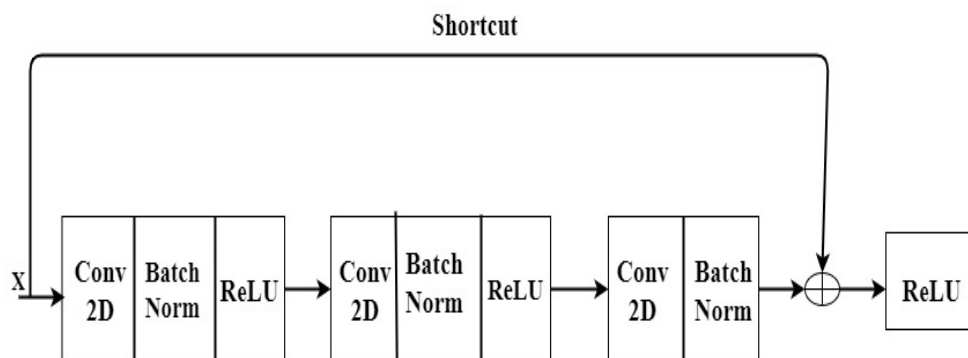 Shortcut
X
Conv
2D
Batch
Norm
ReLU
Conv
2D
Batch
Norm
ReLU
Conv
2D
Batch
Norm
ReLU